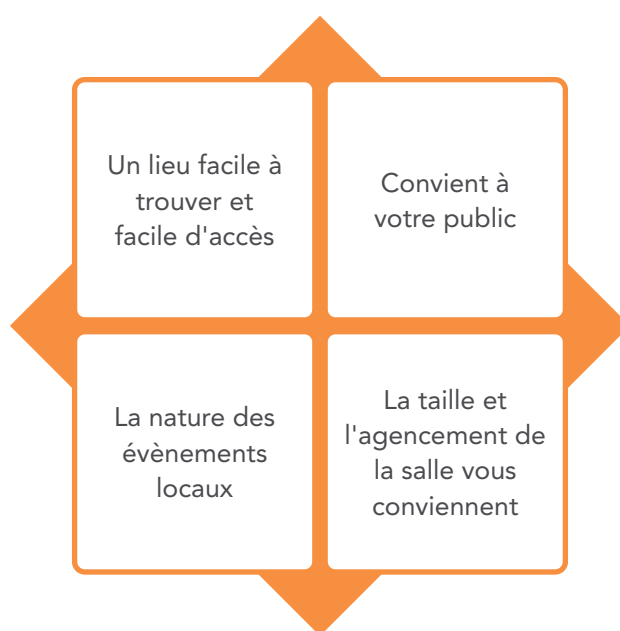 Un lieu facile à
trouver et
facile d'accès
Convient à
votre public
La nature des
évènements
locaux
La taille et
l'agencement de
la salle vous
conviennent